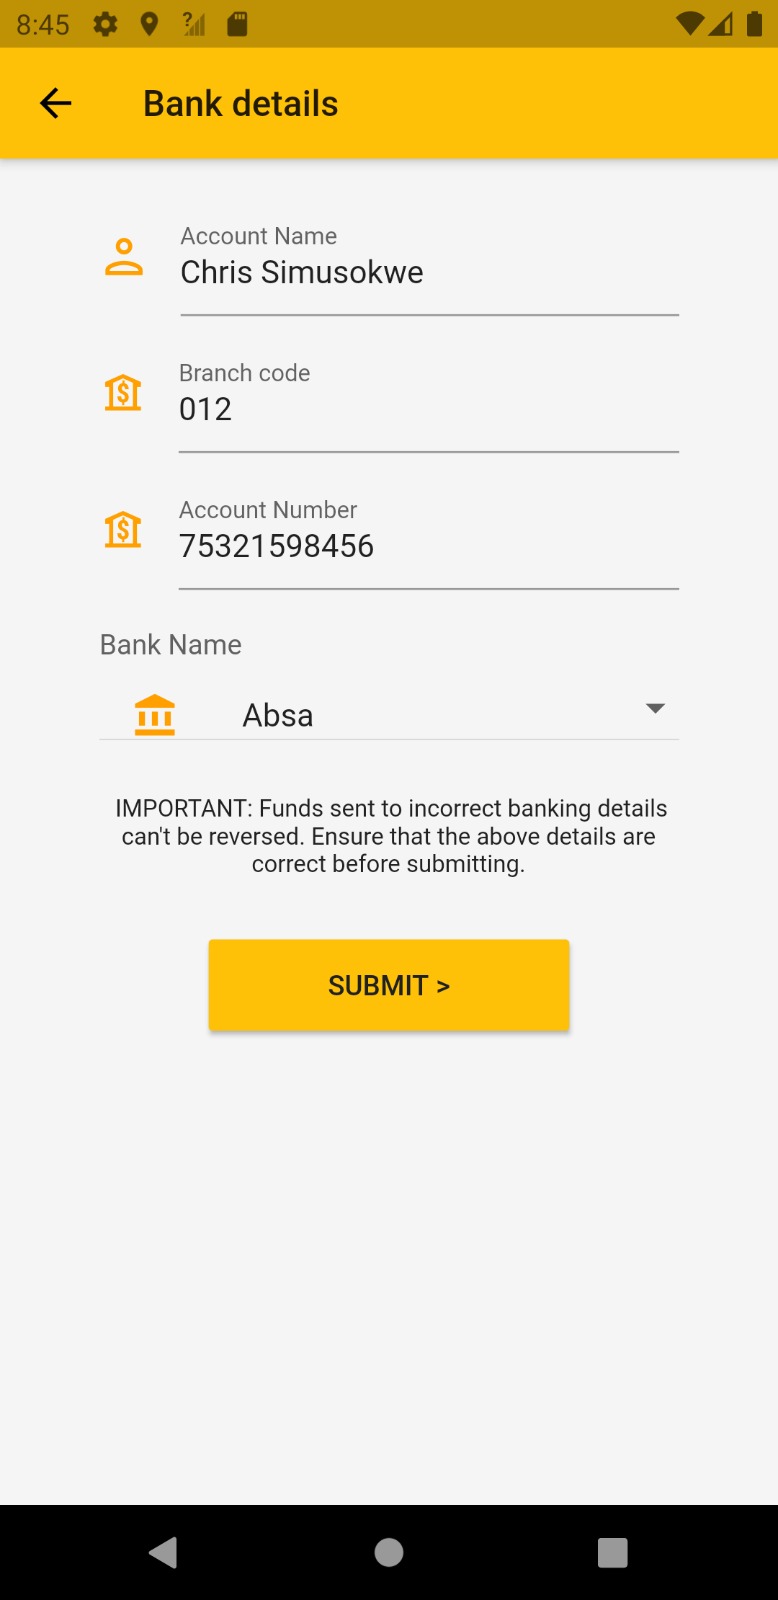 8:45
?
Bank details
Account Name
Chris Simusokwe
Branch code
012
Account Number
75321598456
Bank Name
Absa
IMPORTANT: Funds sent to incorrect banking details
can't be reversed. Ensure that the above details are
correct before submitting.
SUBMIT >